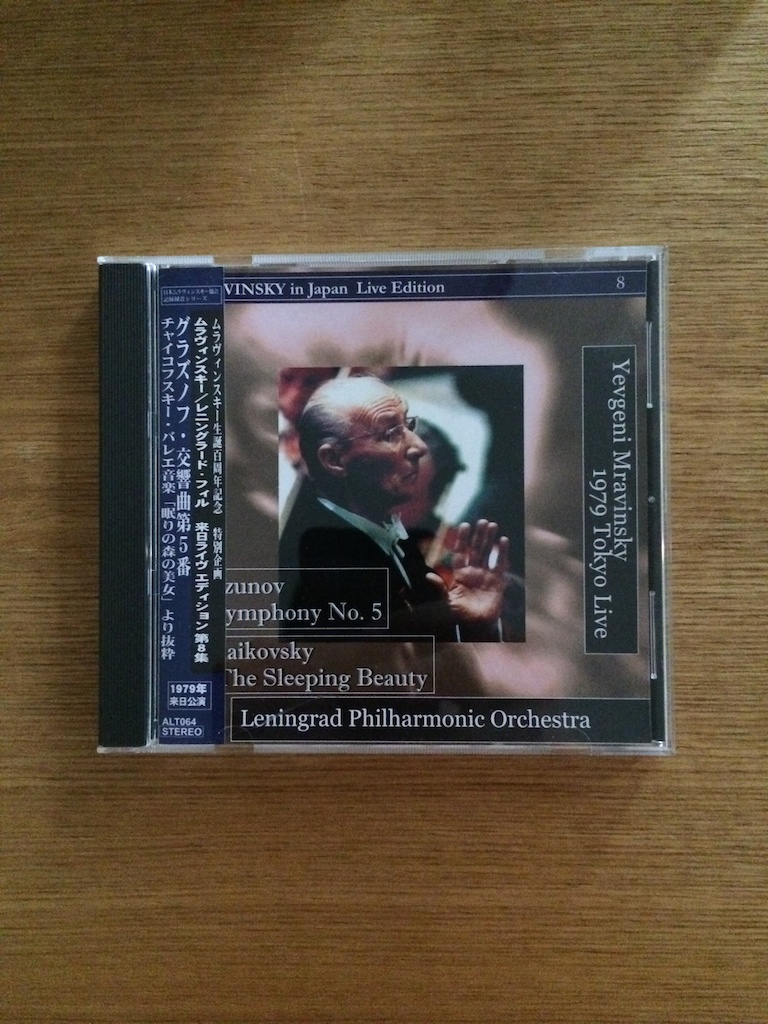 VINSKY in Japan Live Edition
8
Yevgeni Mravinsky
1979 Tokyo Live
zunov
ymphony No. 5
aikovsky
The Sleeping Beauty
Leningrad Philharmonic Orchestra
ムラヴィンスキー生誕百周年記念 特別企画
ムラヴィンスキー/レニングラード・フィル 来日ライヴ エディション 第8集
グラズノフ・交響曲第5番
チャイコフスキー・バレエ音楽「眠りの森の美女」より抜粋
1979年
来日公演
ALT064
STEREO